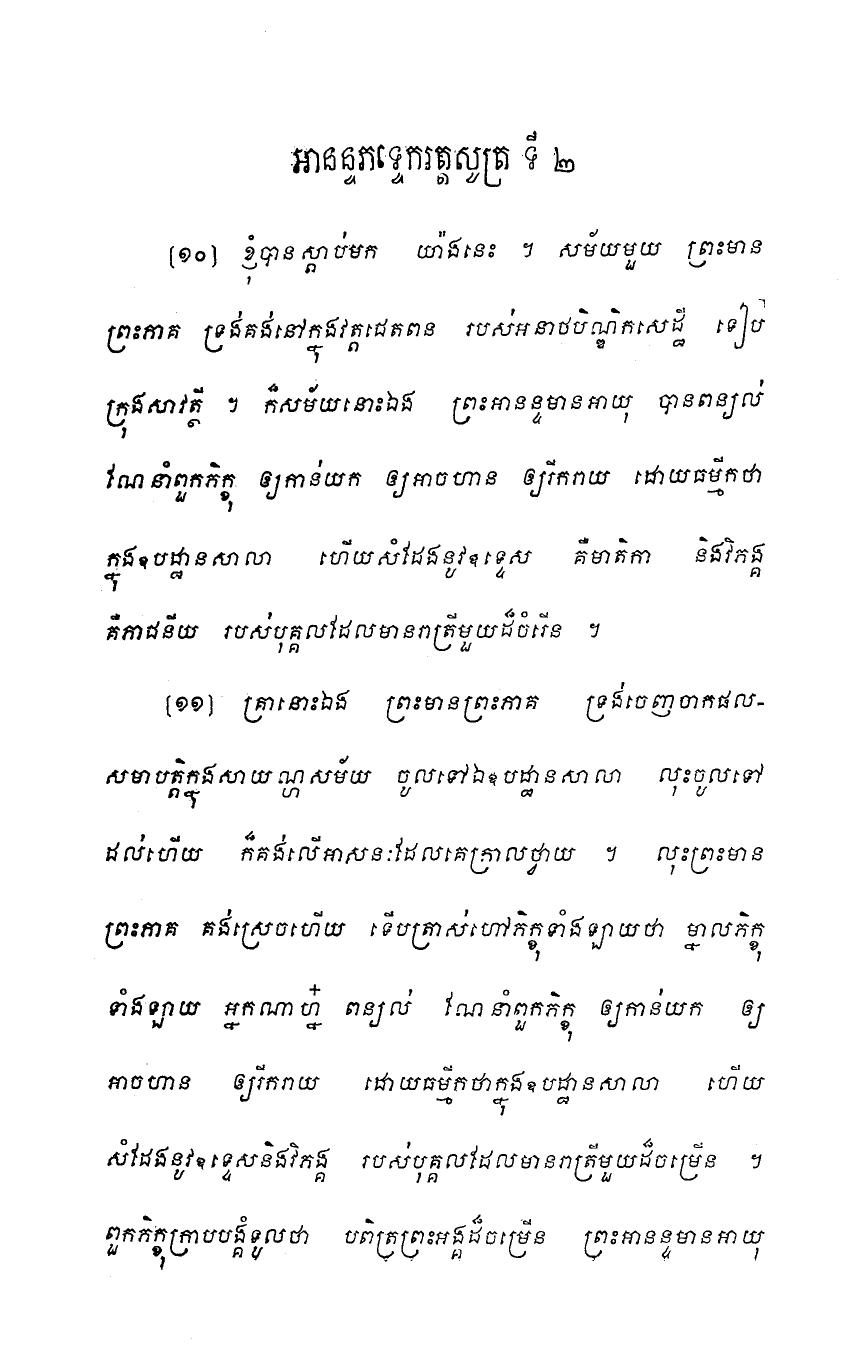 អានន្ទភទ្ទេករត្តសូត្រ ទី ២
[១០] ខ្ញុំបានស្តាប់មក យ៉ាងនេះ ។ សម័យមួយ ព្រះមាន
ព្រះភាគ ទ្រង់គង់នៅក្នុងវត្តជេតពន របស់អនាថបិណ្ឌិកសេដ្ឋី ទៀប
ក្រុងសាវត្ថី ។ ក៏សម័យនោះឯង ព្រះអានន្ទមានអាយុ បានពន្យល់
ណែនាំពួកភិក្ខុ ឲ្យកាន់យក ឲ្យអាចហាន ឲ្យរីករាយ ដោយធម្មីកថា
ក្នុងឧបដ្ឋានសាលា ហើយសំដែងនូវឧទ្ទេស គឺមាតិកា និងវិភង្គ
គឺភាជនីយ របស់បុគ្គលដែលមានរាត្រីមួយដ៏ចំរើន ។
[១១] គ្រានោះឯង ព្រះមានព្រះភាគ ទ្រង់ចេញចាកផល-
សមាបត្តិក្នុងសាយណ្ហសម័យ ចូលទៅឯឧបដ្ឋានសាលា លុះចូលទៅ
ដល់ហើយ ក៏គង់លើអាសនៈដែលគេក្រាលថ្វាយ ។ លុះព្រះមាន
ព្រះភាគ គង់ស្រេចហើយ ទើបត្រាស់ហៅភិក្ខុទាំងឡាយថា ម្នាលភិក្ខុ
ទាំងឡាយ អ្នកណាហ្ន៎ ពន្យល់ ណែនាំពួកភិក្ខុ ឲ្យកាន់យក ឲ្យ
អាចហាន ឲ្យរីករាយ ដោយធម្មីកថាក្នុងឧបដ្ឋានសាលា ហើយ
សំដែងនូវឧទ្ទេសនិងវិភង្គ របស់បុគ្គលដែលមានរាត្រីមួយដ៏ចម្រើន ។
ពួកភិក្ខុក្រាបបង្គំទូលថា បពិត្រព្រះអង្គដ៏ចម្រើន ព្រះអានន្ទមានអាយុ